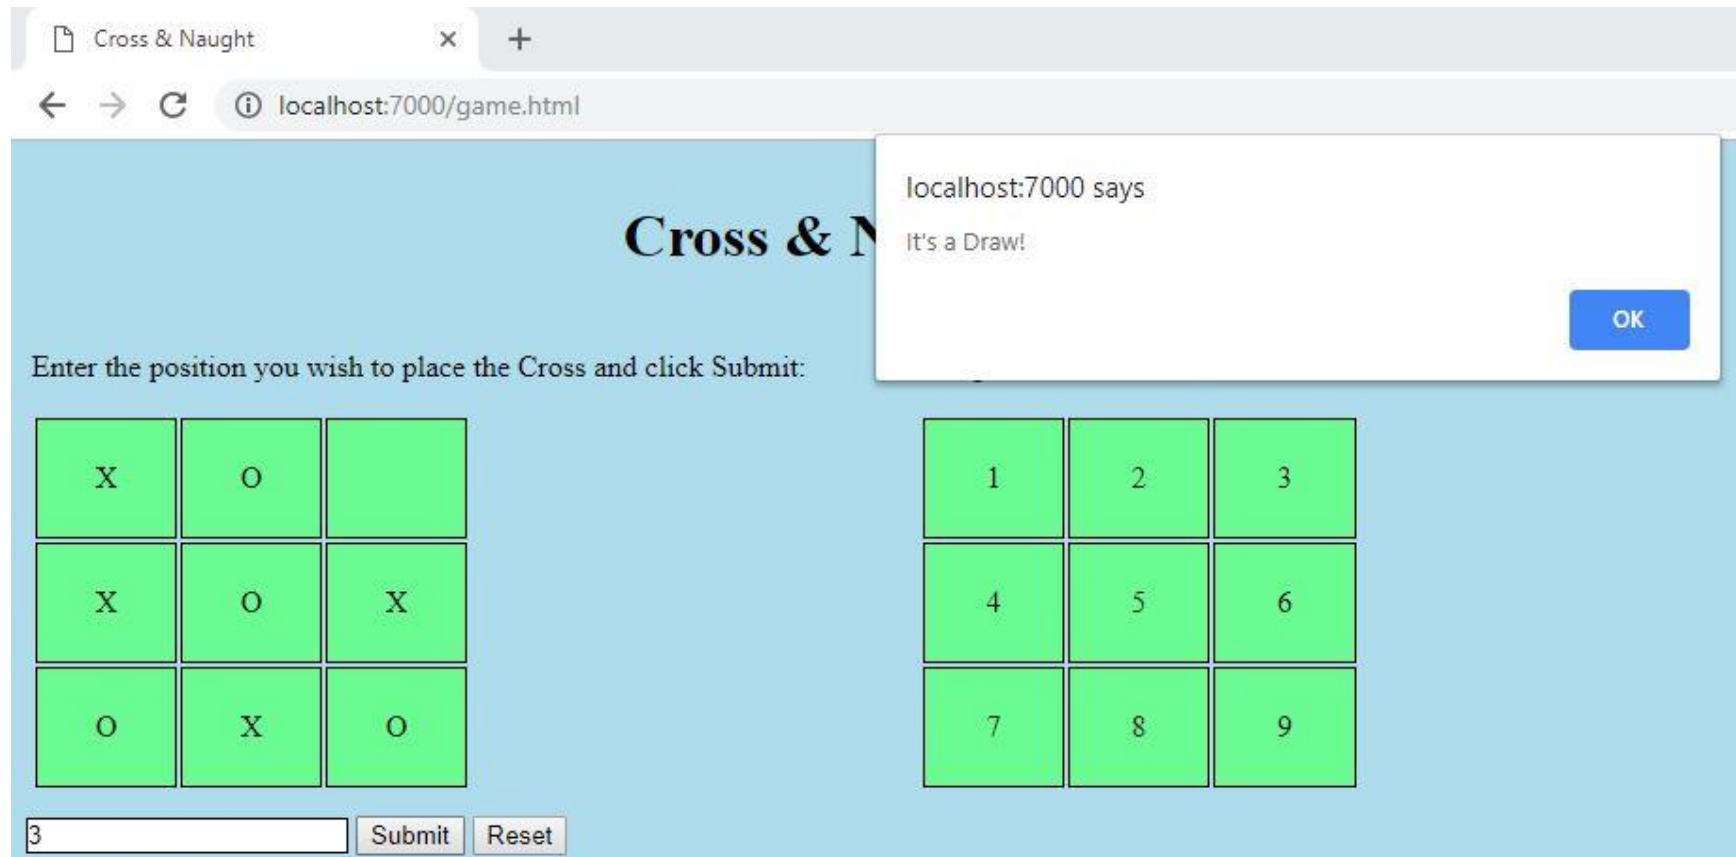 Cross & Naught
localhost:7000/game.html
localhost:7000 says
It's a Draw!
OK
Cross &
Enter the position you wish to place the Cross and click Submit:
X O
X O X
O X O
1 2 3
4 5 6
7 8 9
3 Submit Reset